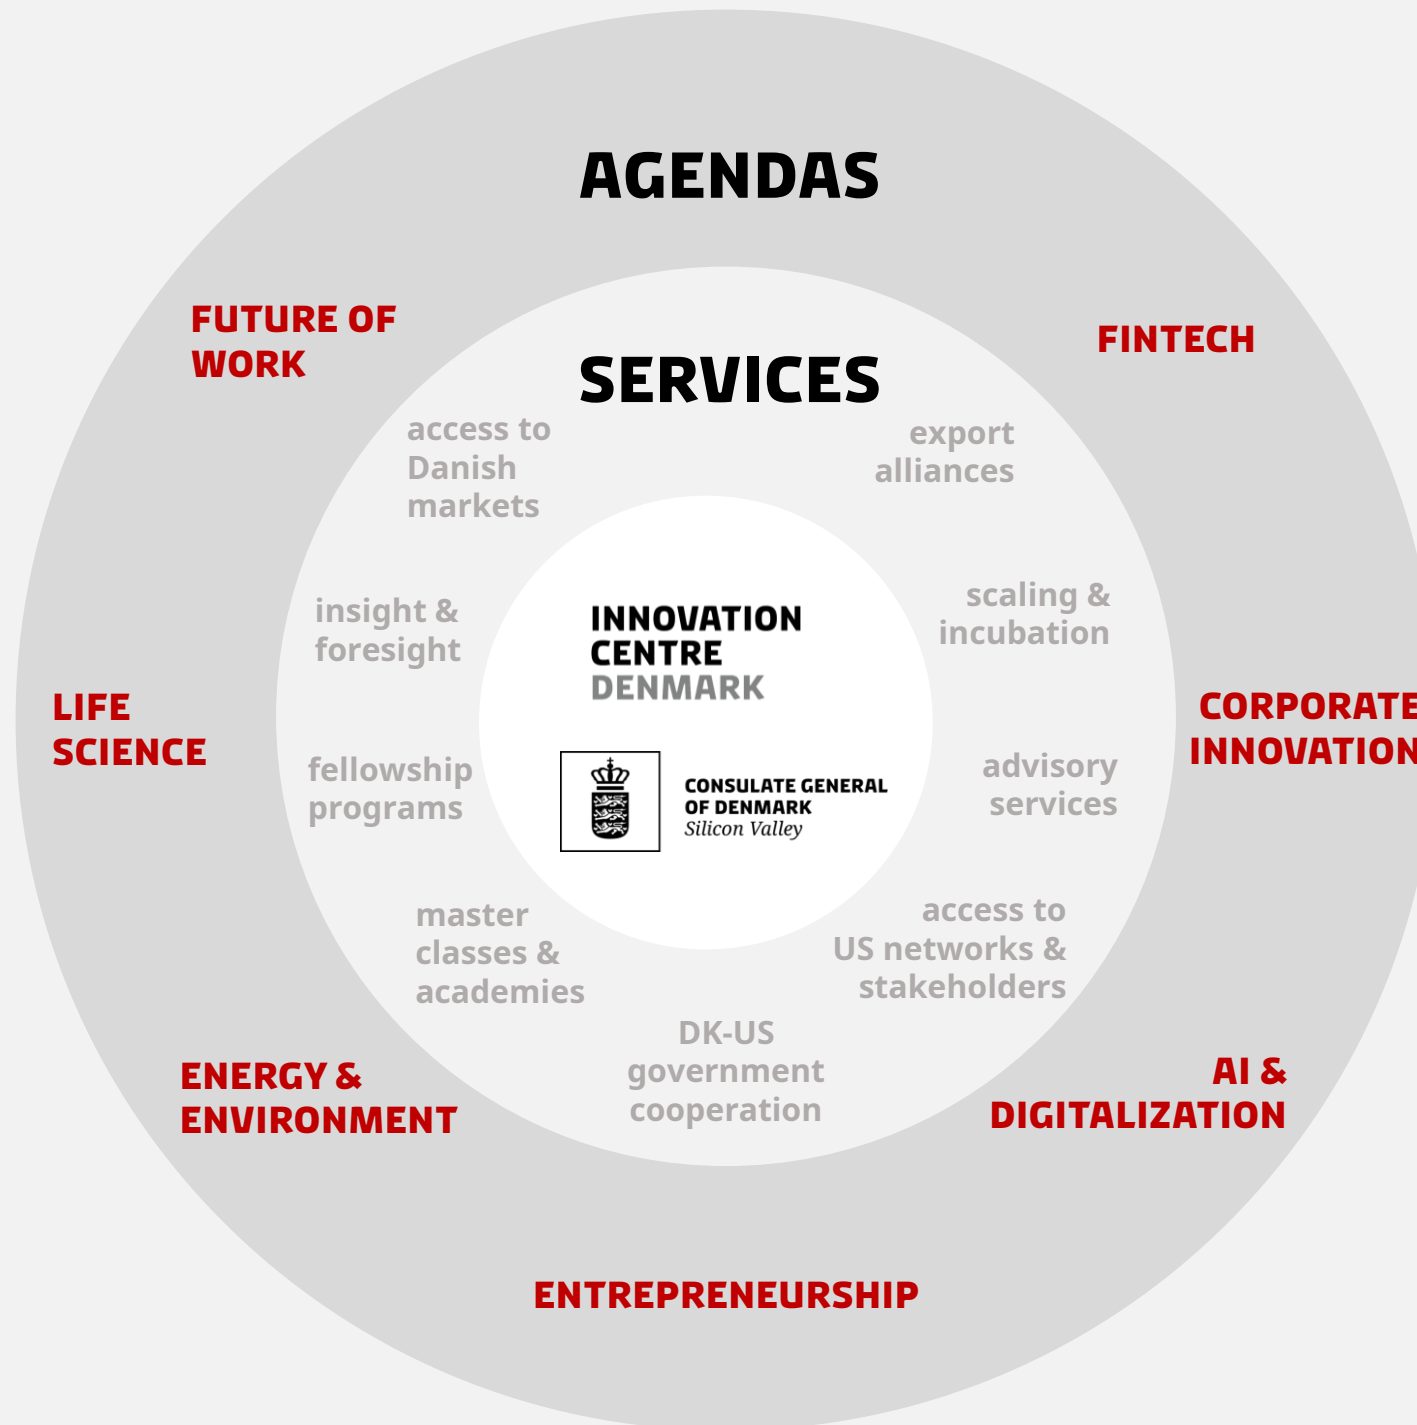 AGENDAS
FUTURE OF
WORK
FINTECH
SERVICES
access to
Danish
markets
export
alliances
insight &
foresight
scaling &
incubation
INNOVATION
CENTRE
DENMARK
LIFE
SCIENCE
CORPORATE
INNOVATION
fellowship
programs
CONSULATE GENERAL
OF DENMARK
Silicon Valley
advisory
services
master
classes &
academies
access to
US networks &
stakeholders
DK-US
government
cooperation
ENERGY &
ENVIRONMENT
AI &
DIGITALIZATION
ENTREPRENEURSHIP